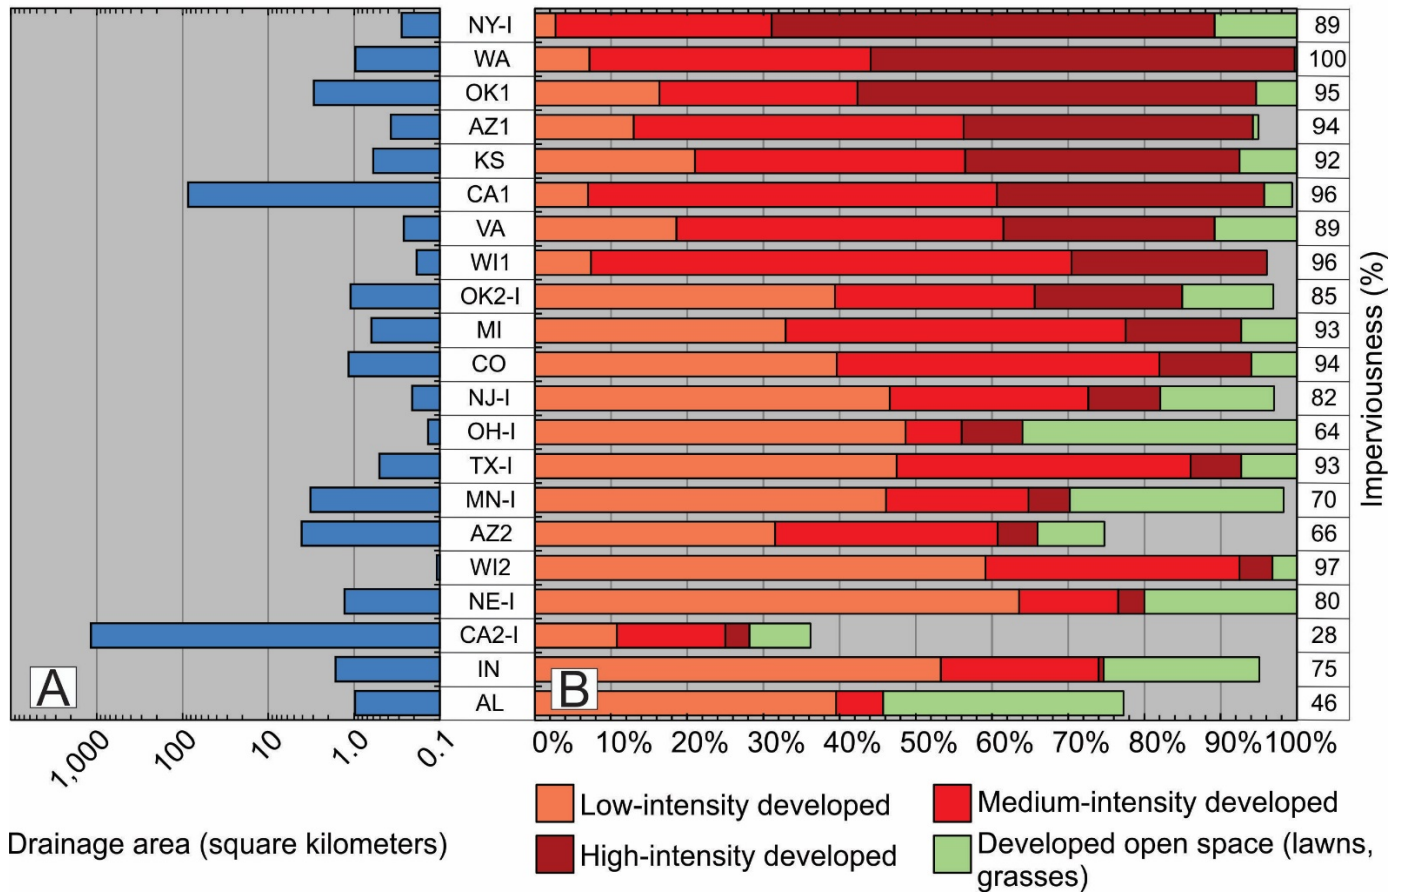 NY-I 89
WA 100
OK1 95
AZ1 94
KS 92
CA1 96
VA 89
WI1 96
OK2-I 85
MI 93
CO 94
NJ-I 82
OH-I 64
TX-I 93
MN-I 70
AZ2 66
WI2 97
NE-I 80
CA2-I 28
IN 75
AL 46
A
B
Imperviousness (%)
1,000 100 10 1.0 0.1
0% 10% 20% 30% 40% 50% 60% 70% 80% 90% 100%
Drainage area (square kilometers)
Low-intensity developed
Medium-intensity developed
High-intensity developed
Developed open space (lawns,
grasses)